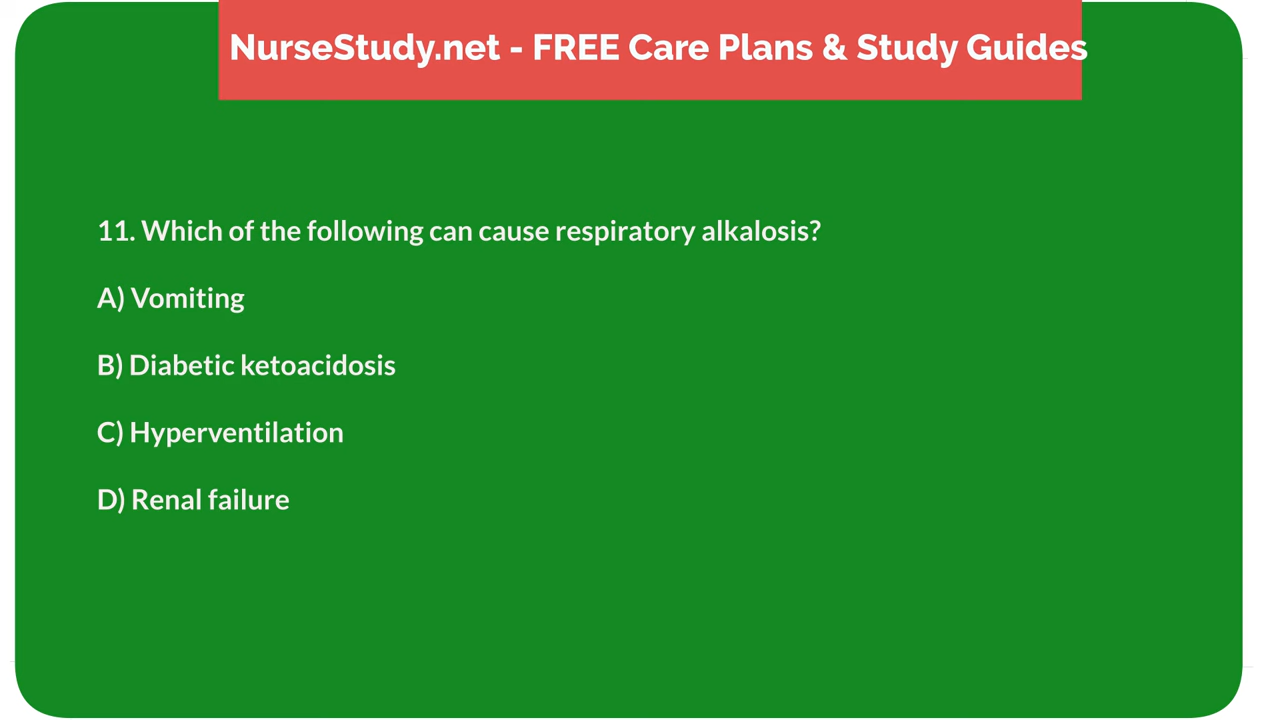 NurseStudy.net - FREE Care Plans & Study Guides
11. Which of the following can cause respiratory alkalosis?
A) Vomiting
B) Diabetic ketoacidosis
C) Hyperventilation
D) Renal failure